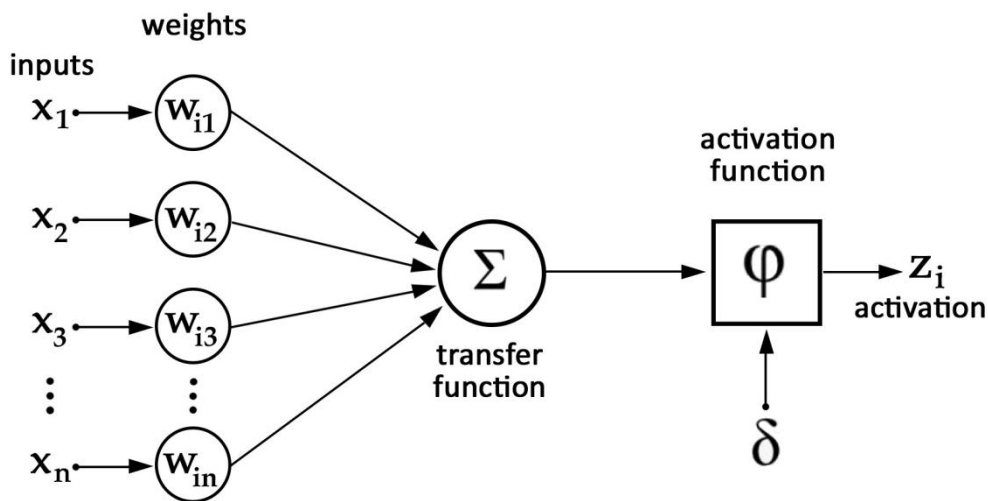 weights
inputs
x₁
wᵢ₁
x₂
wᵢ₂
x₃
wᵢ₃
⋮ ⋮
xₙ
wᵢₙ
Σ
transfer
function
activation
function
φ
δ
zᵢ
activation